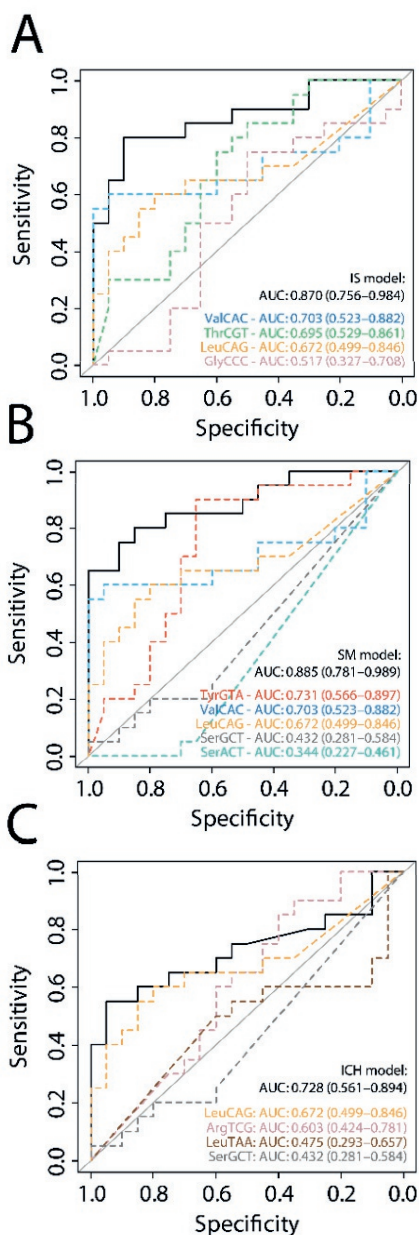 A
1.0
0.8
0.6
0.4
0.2
0.0
Sensitivity
IS model:
AUC: 0.870 (0.756–0.984)
ValCAC - AUC: 0.703 (0.523–0.882)
ThrCGT - AUC: 0.695 (0.529–0.861)
LeuCAG - AUC: 0.672 (0.499–0.846)
GlyCCC - AUC: 0.517 (0.327–0.708)
1.0 0.8 0.6 0.4 0.2 0.0
Specificity
B
1.0
0.8
0.6
0.4
0.2
0.0
Sensitivity
SM model:
AUC: 0.885 (0.781–0.989)
TyrGTA - AUC: 0.731 (0.566–0.897)
ValCAC - AUC: 0.703 (0.523–0.882)
LeuCAG - AUC: 0.672 (0.499–0.846)
SerGCT - AUC: 0.432 (0.281–0.584)
SerACT - AUC: 0.344 (0.227–0.461)
1.0 0.8 0.6 0.4 0.2 0.0
Specificity
C
1.0
0.8
0.6
0.4
0.2
0.0
Sensitivity
ICH model:
AUC: 0.728 (0.561–0.894)
LeuCAG: AUC: 0.672 (0.499–0.846)
ArgTCG: AUC: 0.603 (0.424–0.781)
LeuTAA: AUC: 0.475 (0.293–0.657)
SerGCT: AUC: 0.432 (0.281–0.584)
1.0 0.8 0.6 0.4 0.2 0.0
Specificity